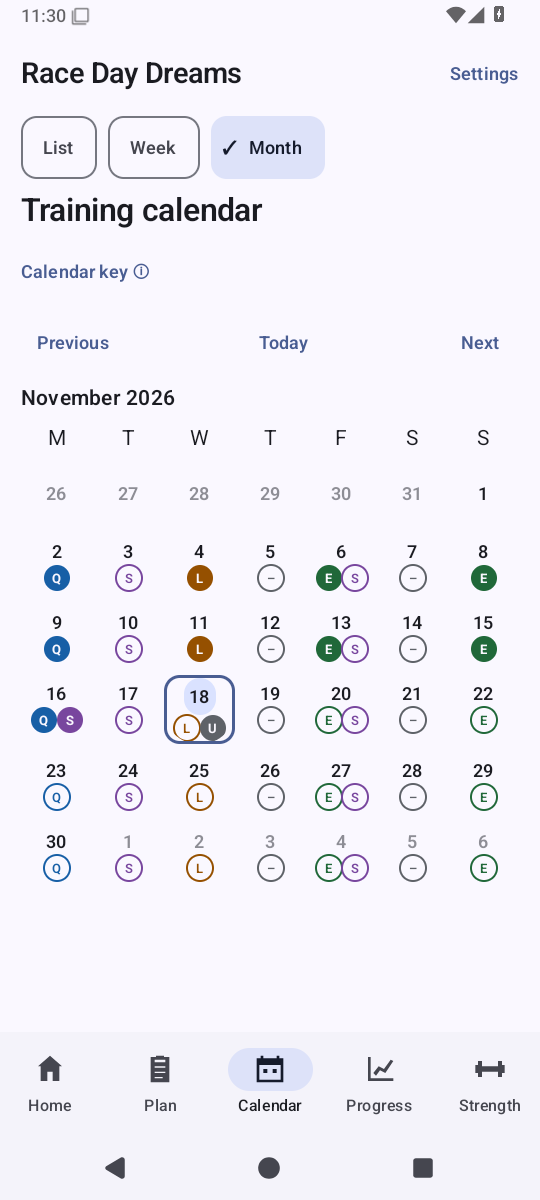 11:30
Race Day Dreams Settings
List Week ✓ Month
Training calendar
Calendar key ⓘ
Previous Today Next
November 2026
M T W T F S S
26 27 28 29 30 31 1
2 3 4 5 6 7 8
Q S L – E S – E
9 10 11 12 13 14 15
Q S L – E S – E
16 17 18 19 20 21 22
Q S S L U – E S – E
23 24 25 26 27 28 29
Q S L – E S – E
30 1 2 3 4 5 6
Q S L – E S – E
Home Plan Calendar Progress Strength